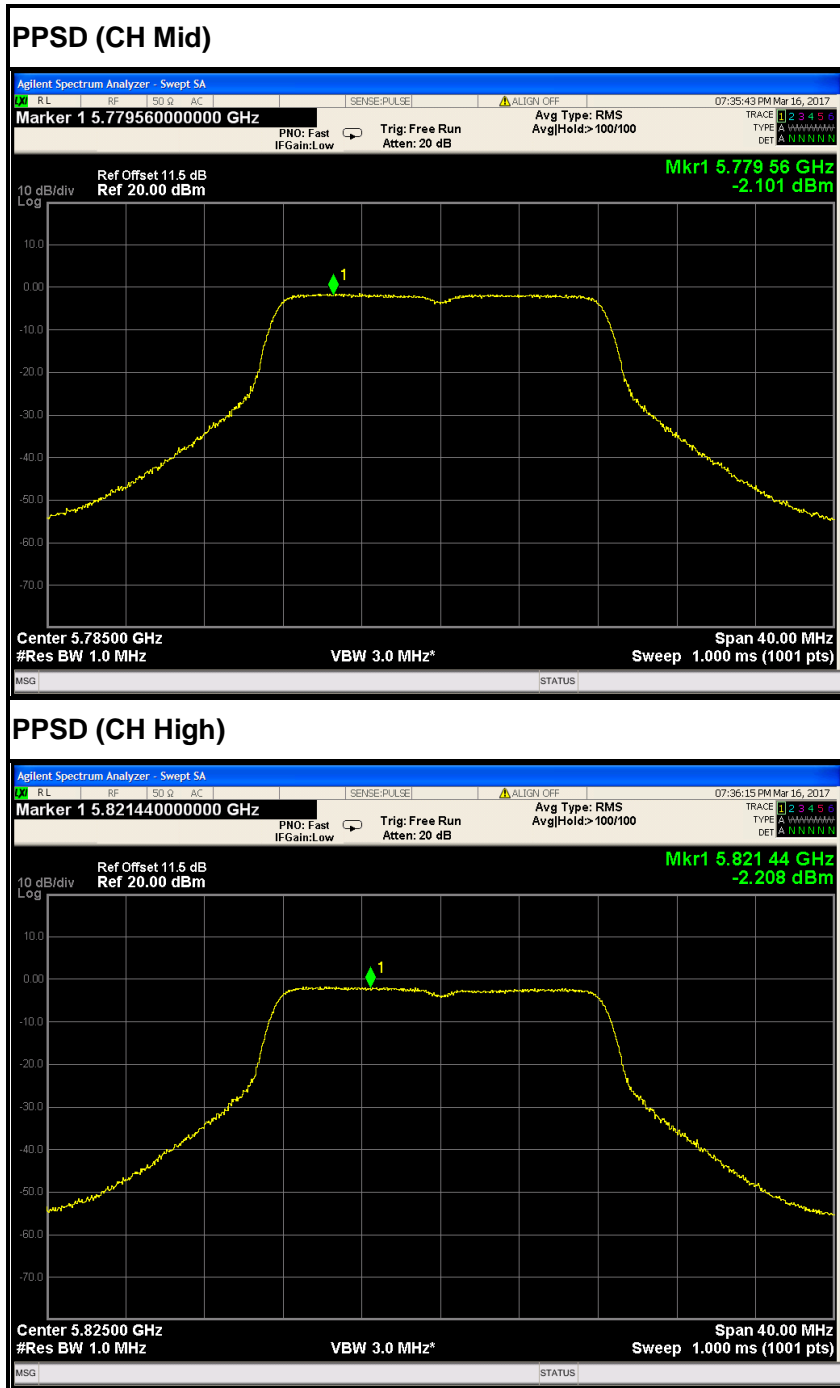 PPSD (CH Mid)
Agilent Spectrum Analyzer - Swept SA
LXI RL RF 50 Ω AC SENSE:PULSE ALIGN OFF 07:35:43 PM Mar 16, 2017
Marker 1 5.779560000000 GHz Avg Type: RMS TRACE 1 2 3 4 5 6
PNO: Fast Trig: Free Run Avg|Hold:>100/100 TYPE A WWWWW
IFGain:Low Atten: 20 dB DET A N N N N N
Mkr1 5.779 56 GHz
Ref Offset 11.5 dB
10 dB/div Ref 20.00 dBm -2.101 dBm
Log
10.0
0.00
1
-10.0
-20.0
-30.0
-40.0
-50.0
-60.0
-70.0
Center 5.78500 GHz Span 40.00 MHz
#Res BW 1.0 MHz VBW 3.0 MHz* Sweep 1.000 ms (1001 pts)
MSG STATUS
PPSD (CH High)
Agilent Spectrum Analyzer - Swept SA
LXI RL RF 50 Ω AC SENSE:PULSE ALIGN OFF 07:36:15 PM Mar 16, 2017
Marker 1 5.821440000000 GHz Avg Type: RMS TRACE 1 2 3 4 5 6
PNO: Fast Trig: Free Run Avg|Hold:>100/100 TYPE A WWWWW
IFGain:Low Atten: 20 dB DET A N N N N N
Mkr1 5.821 44 GHz
Ref Offset 11.5 dB
10 dB/div Ref 20.00 dBm -2.208 dBm
Log
10.0
0.00
1
-10.0
-20.0
-30.0
-40.0
-50.0
-60.0
-70.0
Center 5.82500 GHz Span 40.00 MHz
#Res BW 1.0 MHz VBW 3.0 MHz* Sweep 1.000 ms (1001 pts)
MSG STATUS